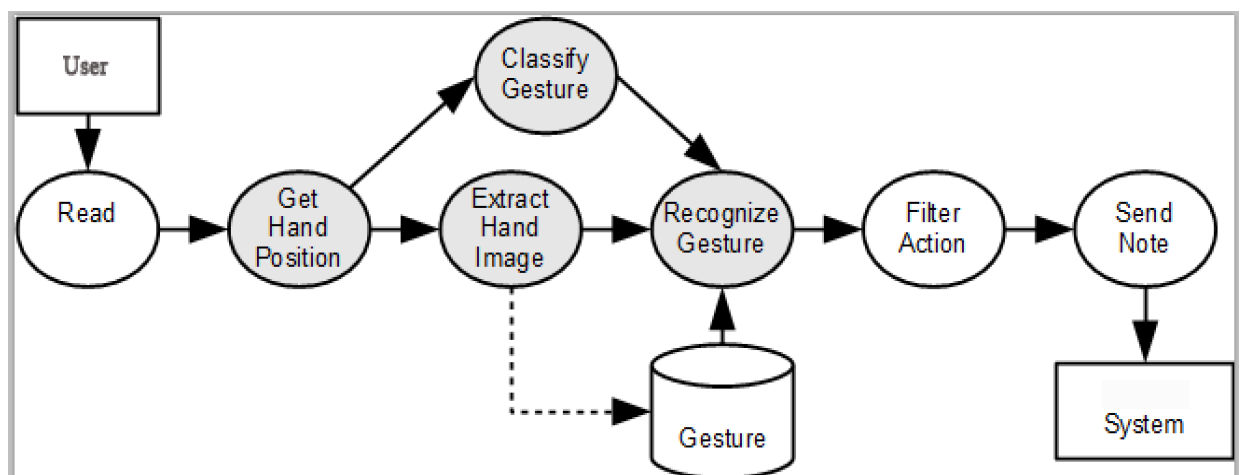 User
Classify
Gesture
Read
Get
Hand
Position
Extract
Hand
Image
Recognize
Gesture
Filter
Action
Send
Note
Gesture
System